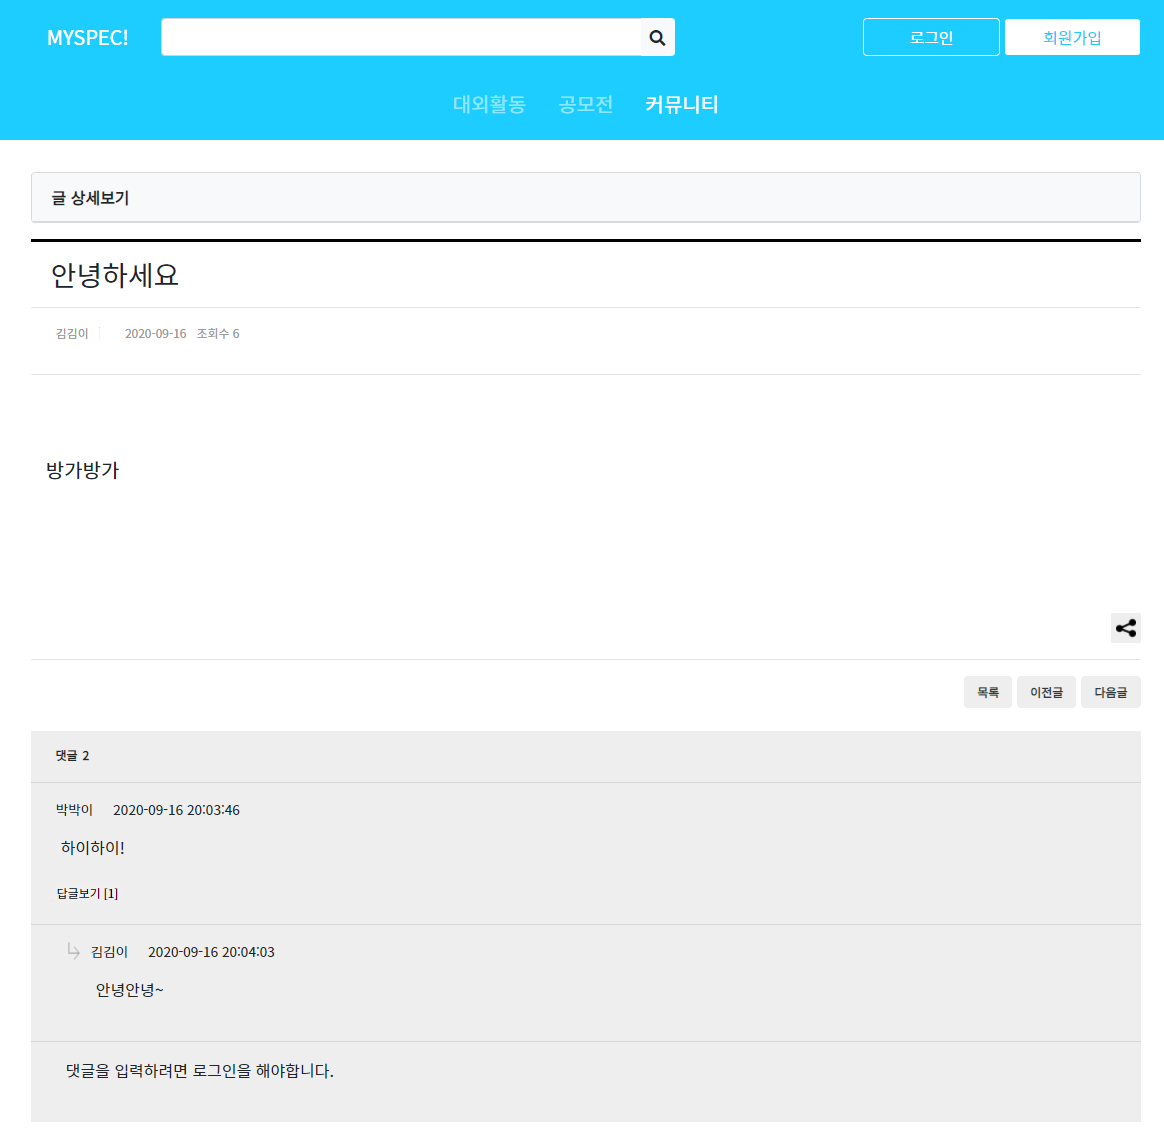 MYSPEC!
로그인
회원가입
대외활동 공모전 커뮤니티
글 상세보기
안녕하세요
김김이 2020-09-16 조회수 6
방가방가
목록 이전글 다음글
댓글 2
박박이 2020-09-16 20:03:46
하이하이!
답글보기 [1]
김김이 2020-09-16 20:04:03
안녕안녕~
댓글을 입력하려면 로그인을 해야합니다.